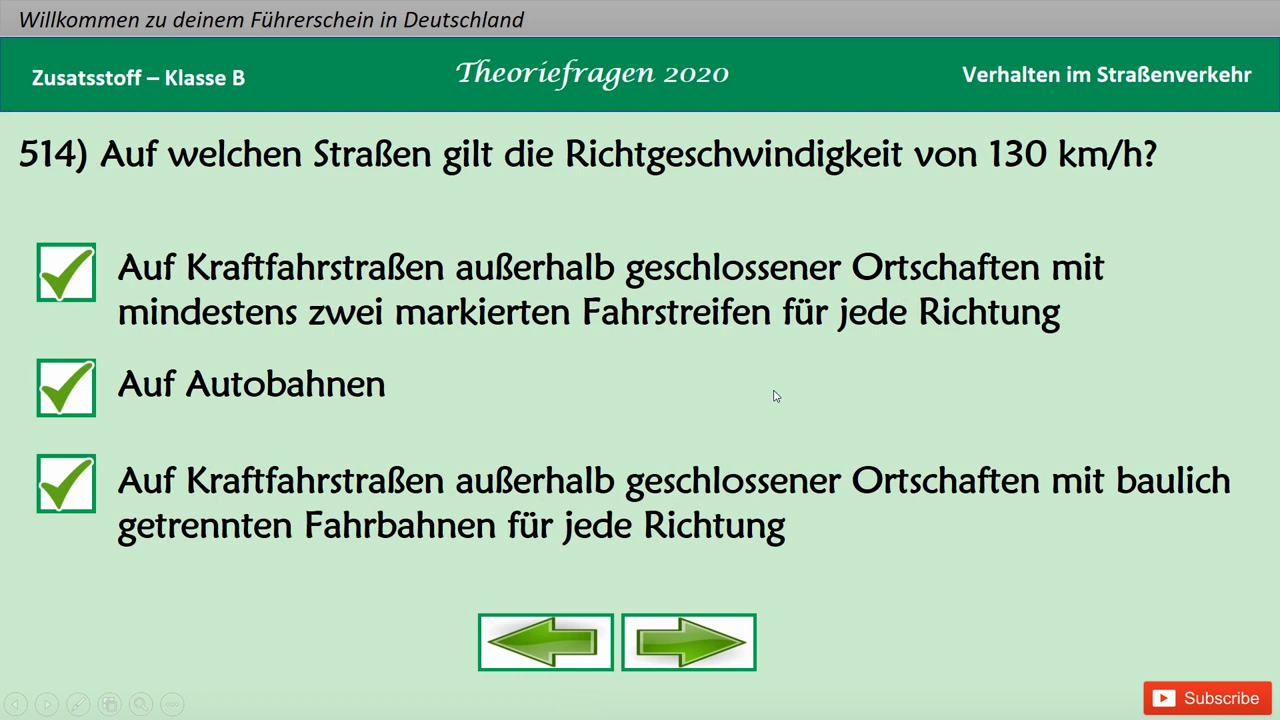 Willkommen zu deinem Führerschein in Deutschland
Zusatsstoff – Klasse B
Theoriefragen 2020
Verhalten im Straßenverkehr
514) Auf welchen Straßen gilt die Richtgeschwindigkeit von 130 km/h?
Auf Kraftfahrstraßen außerhalb geschlossener Ortschaften mit
mindestens zwei markierten Fahrstreifen für jede Richtung
Auf Autobahnen
Auf Kraftfahrstraßen außerhalb geschlossener Ortschaften mit baulich
getrennten Fahrbahnen für jede Richtung
Subscribe